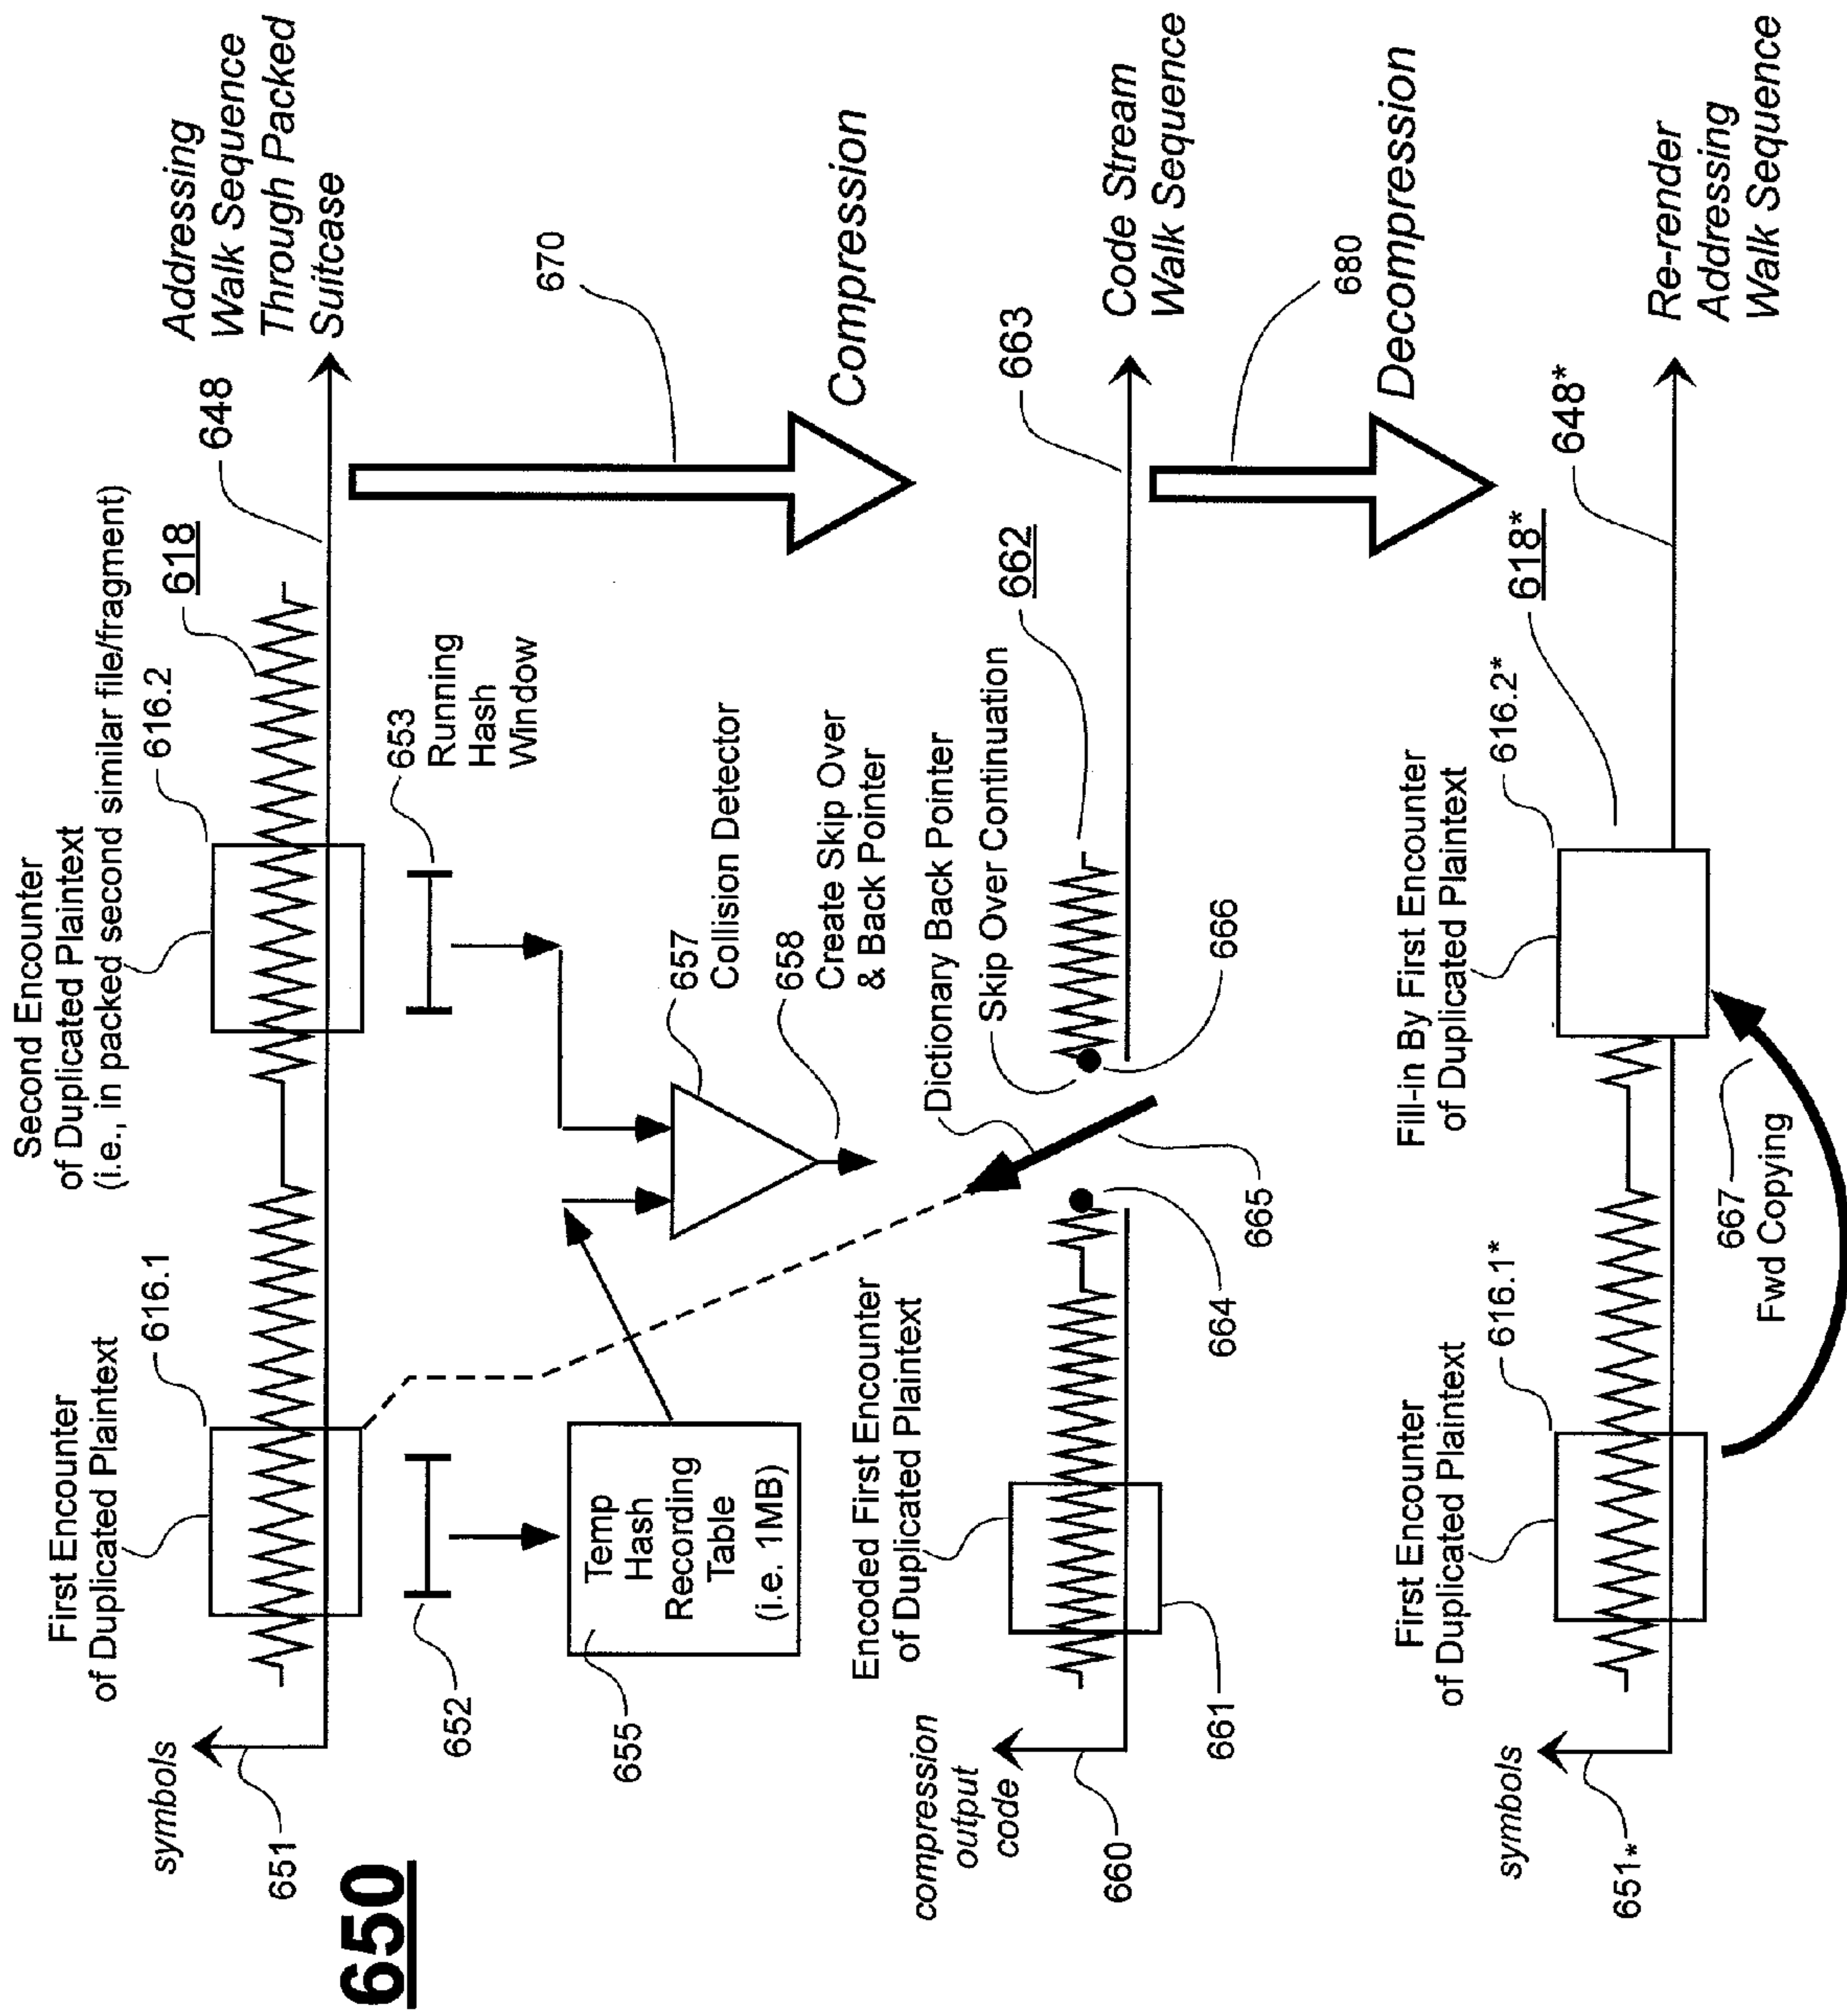 650
symbols
651
First Encounter
of Duplicated Plaintext
616.1
Second Encounter
of Duplicated Plaintext
(i.e., in packed second similar file/fragment)
616.2
618
648
Addressing
Walk Sequence
Through Packed
Suitcase
652
653
Running
Hash
Window
655
Temp
Hash
Recording
Table
(i.e. 1MB)
657
Collision Detector
658
Create Skip Over
& Back Pointer
670
Compression
compression
output
code
660
Encoded First Encounter
of Duplicated Plaintext
661
664
Dictionary Back Pointer
665
Skip Over Continuation
666
662
663
Code Stream
Walk Sequence
680
Decompression
symbols
651*
First Encounter
of Duplicated Plaintext
616.1*
Fill-in By First Encounter
of Duplicated Plaintext
616.2*
618*
648*
667
Fwd Copying
Re-render
Addressing
Walk Sequence